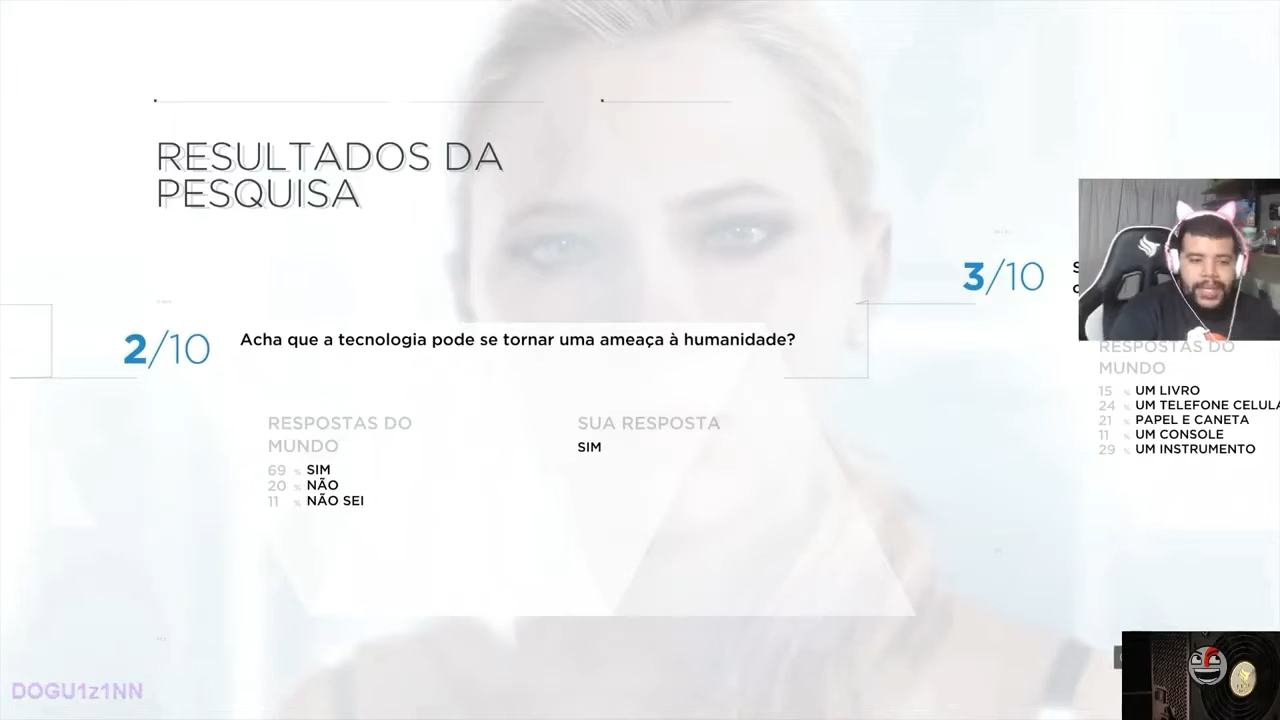 RESULTADOS DA
PESQUISA
2/10
Acha que a tecnologia pode se tornar uma ameaça à humanidade?
RESPOSTAS DO
MUNDO
69 % SIM
20 % NÃO
11 % NÃO SEI
SUA RESPOSTA
SIM
3/10
RESPOSTAS DO
MUNDO
15 % UM LIVRO
24 % UM TELEFONE CELULA
21 % PAPEL E CANETA
11 % UM CONSOLE
29 % UM INSTRUMENTO
DOGU1z1NN